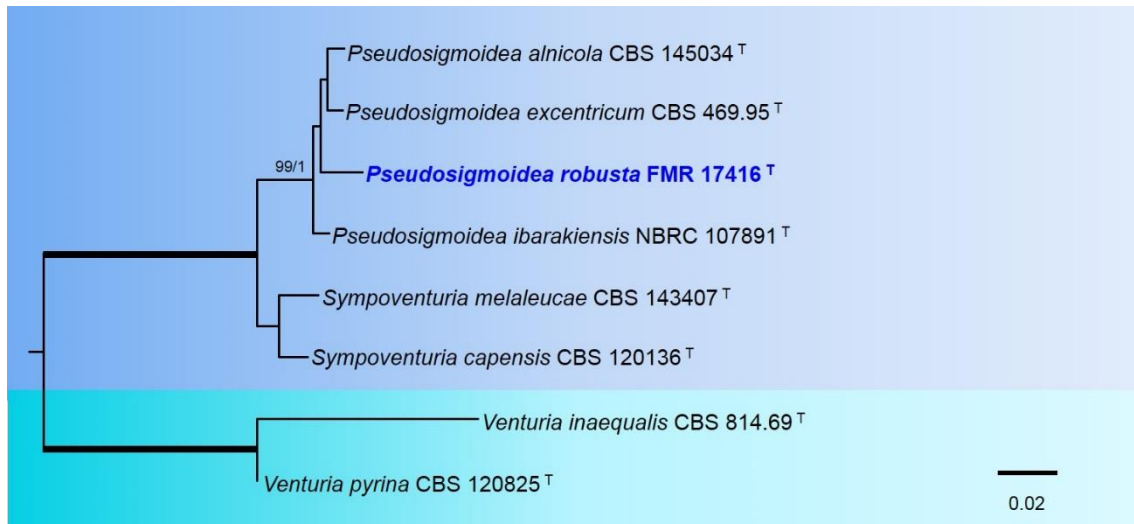 Pseudosigmoidea alnicola CBS 145034 T
Pseudosigmoidea excentricum CBS 469.95 T
99/1
Pseudosigmoidea robusta FMR 17416 T
Pseudosigmoidea ibarakiensis NBRC 107891 T
Sympoventuria melaleucae CBS 143407 T
Sympoventuria capensis CBS 120136 T
Venturia inaequalis CBS 814.69 T
Venturia pyrina CBS 120825 T
0.02